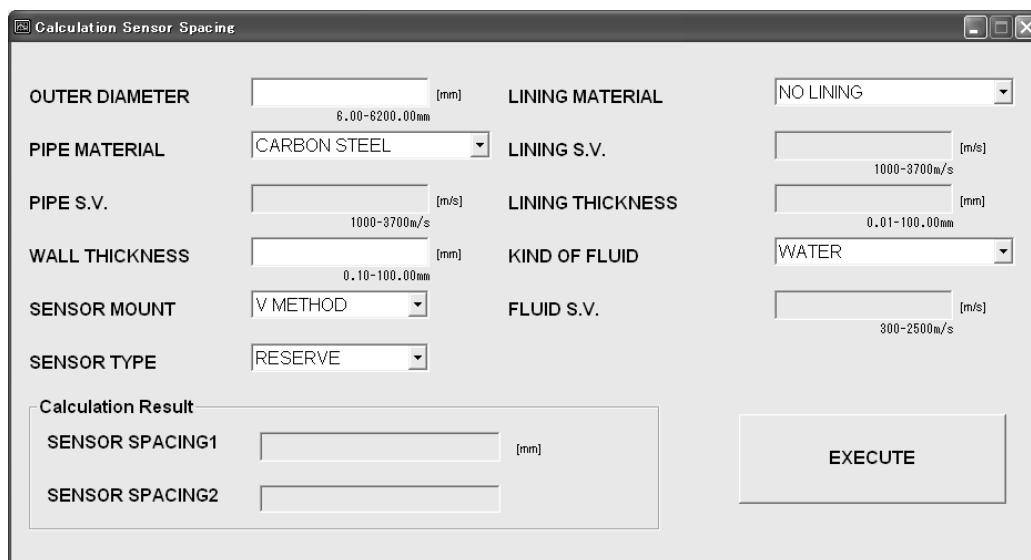 Calculation Sensor Spacing
OUTER DIAMETER [mm]
6.00-6200.00mm
PIPE MATERIAL CARBON STEEL
PIPE S.V. [m/s]
1000-3700m/s
WALL THICKNESS [mm]
0.10-100.00mm
SENSOR MOUNT V METHOD
SENSOR TYPE RESERVE
LINING MATERIAL NO LINING
LINING S.V. [m/s]
1000-3700m/s
LINING THICKNESS [mm]
0.01-100.00mm
KIND OF FLUID WATER
FLUID S.V. [m/s]
300-2500m/s
Calculation Result
SENSOR SPACING1 [mm]
SENSOR SPACING2
EXECUTE